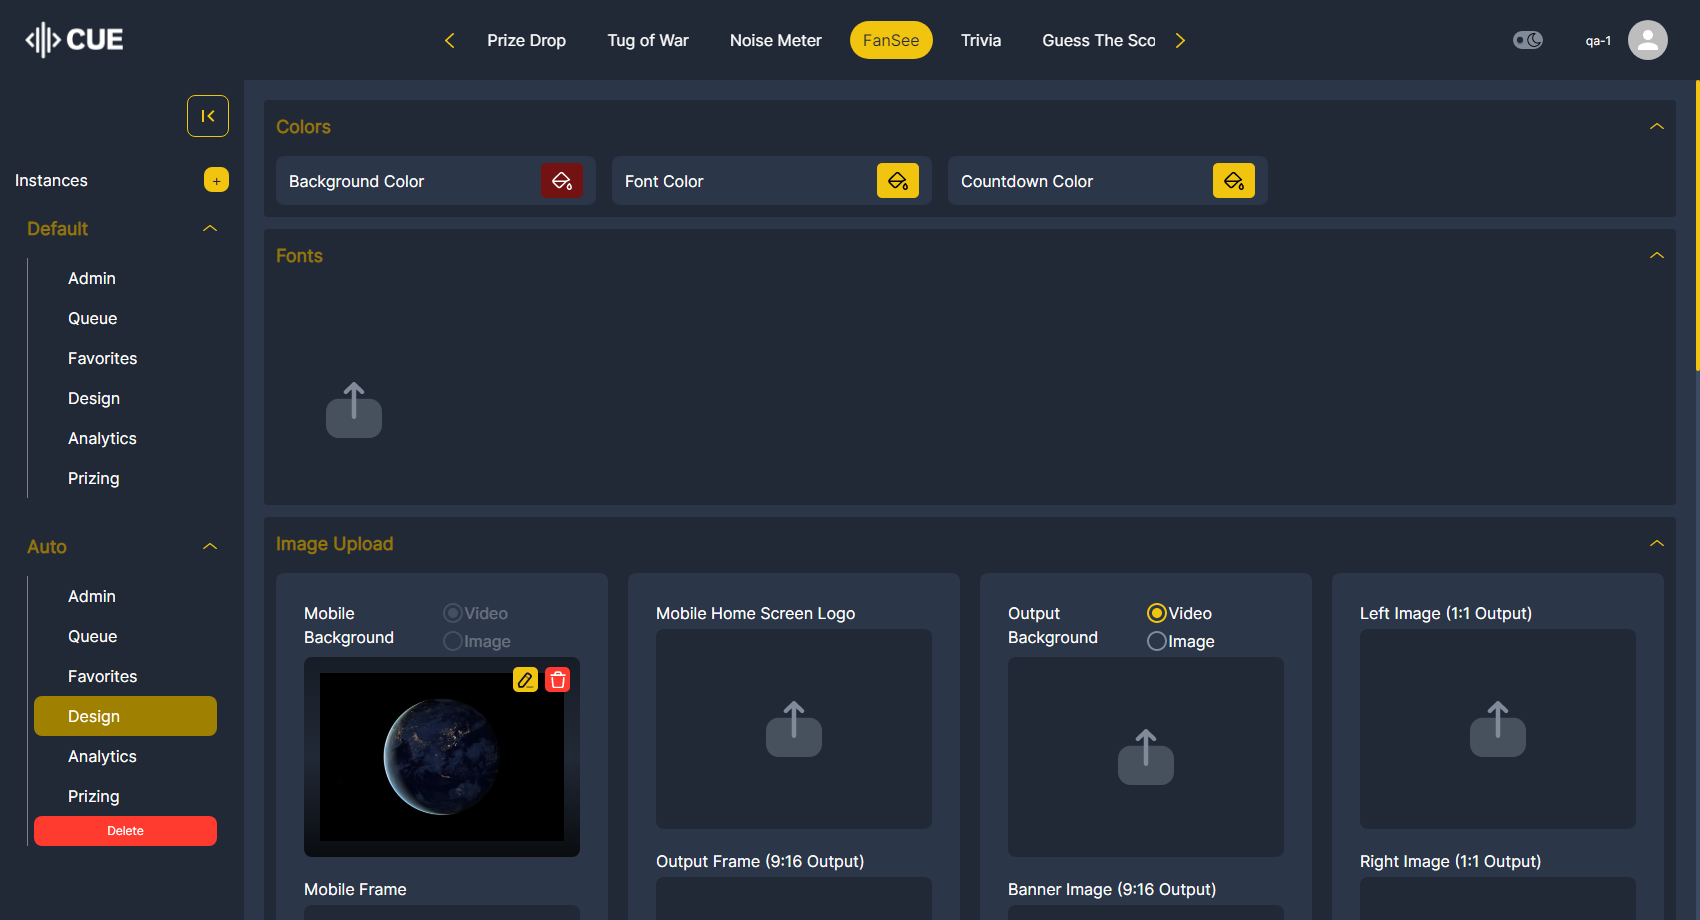 CUE
Prize Drop
Tug of War
Noise Meter
FanSee
Trivia
Guess The Sco
qa-1
Instances
+
Default
Admin
Queue
Favorites
Design
Analytics
Prizing
Auto
Admin
Queue
Favorites
Design
Analytics
Prizing
Delete
Colors
Background Color
Font Color
Countdown Color
Fonts
Image Upload
Mobile
Background
Video
Image
Mobile Home Screen Logo
Output
Background
Video
Image
Left Image (1:1 Output)
Mobile Frame
Output Frame (9:16 Output)
Banner Image (9:16 Output)
Right Image (1:1 Output)